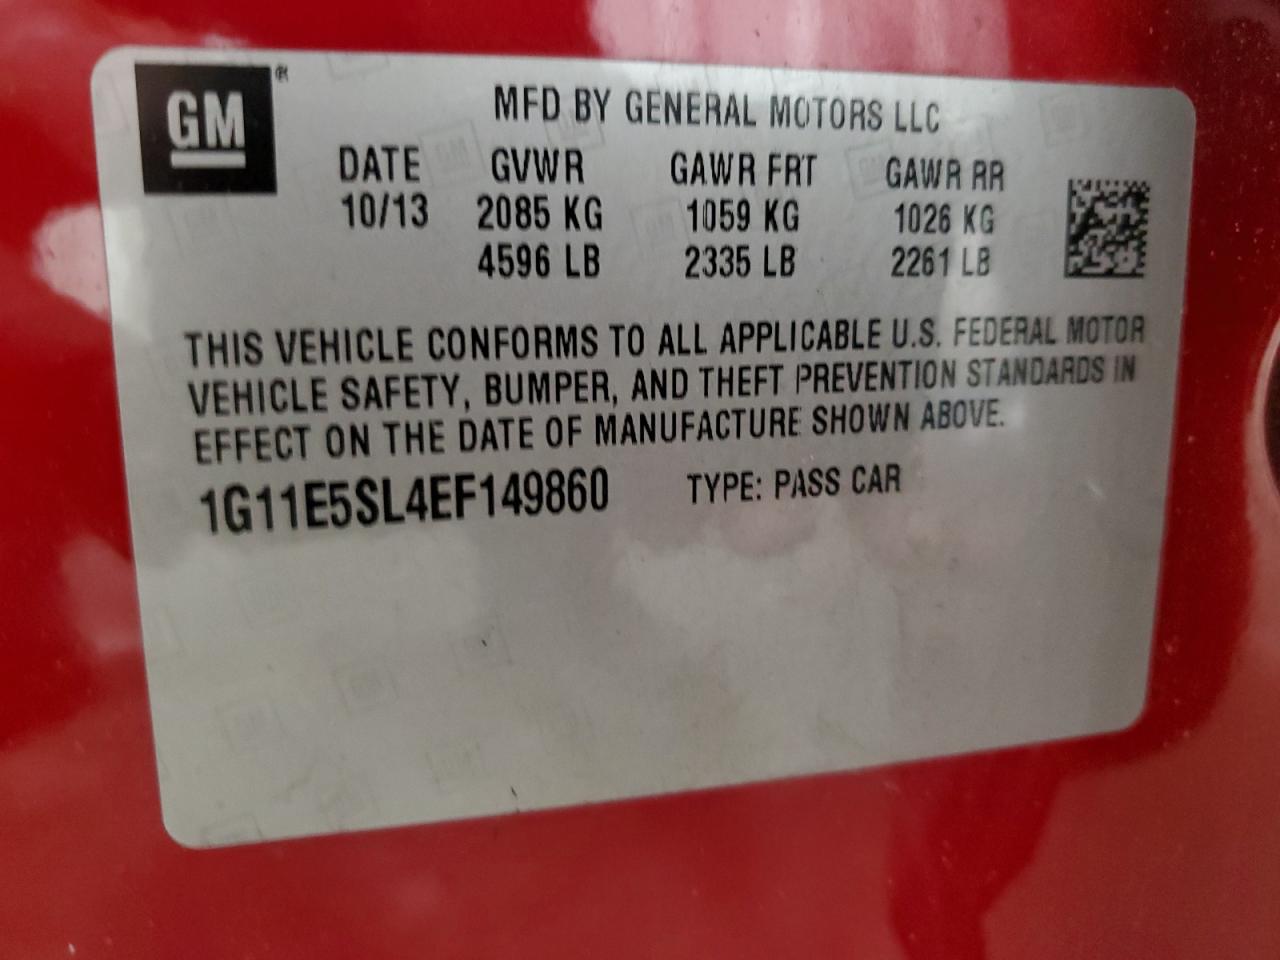 GM®
MFD BY GENERAL MOTORS LLC
DATE GVWR GAWR FRT GAWR RR
10/13 2085 KG 1059 KG 1026 KG
4596 LB 2335 LB 2261 LB
THIS VEHICLE CONFORMS TO ALL APPLICABLE U.S. FEDERAL MOTOR
VEHICLE SAFETY, BUMPER, AND THEFT PREVENTION STANDARDS IN
EFFECT ON THE DATE OF MANUFACTURE SHOWN ABOVE.
1G11E5SL4EF149860 TYPE: PASS CAR